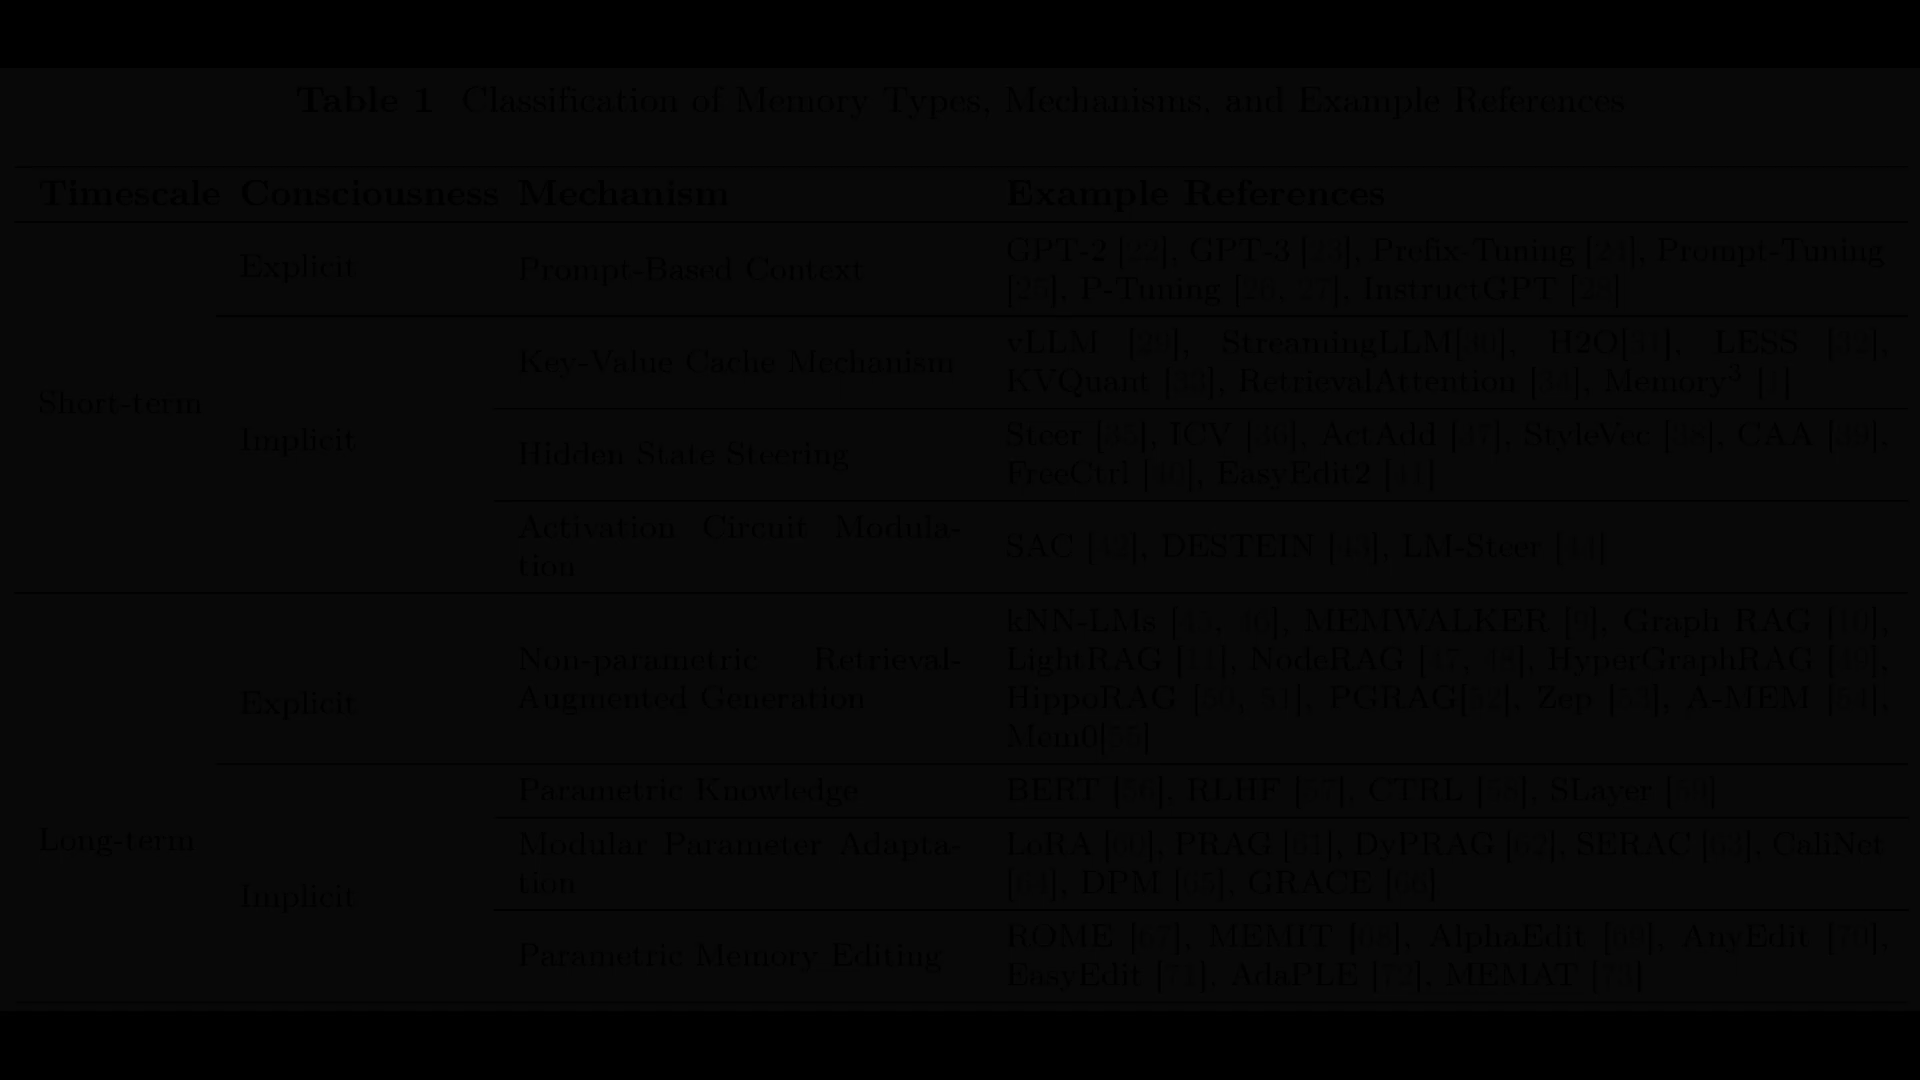 Table 1 Classification of Memory Types, Mechanisms, and Example References
Timescale Consciousness Mechanism Example References
Short-term
Explicit
Prompt-Based Context
GPT-2 [22], GPT-3 [23], Prefix-Tuning [24], Prompt-Tuning
[25], P-Tuning [26, 27], InstructGPT [28]
Implicit
Key-Value Cache Mechanism
vLLM [29], StreamingLLM[30], H2O[31], LESS [32],
KVQuant [33], RetrievalAttention [34], Memory³ [1]
Hidden State Steering
Steer [35], ICV [36], ActAdd [37], StyleVec [38], CAA [39],
FreeCtrl [40], EasyEdit2 [41]
Activation Circuit Modula-
tion
SAC [42], DESTEIN [43], LM-Steer [44]
Long-term
Explicit
Non-parametric Retrieval-
Augmented Generation
kNN-LMs [45, 46], MEMWALKER [9], Graph RAG [10],
LightRAG [11], NodeRAG [47, 48], HyperGraphRAG [49],
HippoRAG [50, 51], PGRAG[52], Zep [53], A-MEM [54],
Mem0[55]
Implicit
Parametric Knowledge
BERT [56], RLHF [57], CTRL [58], SLayer [59]
Modular Parameter Adapta-
tion
LoRA [60], PRAG [61], DyPRAG [62], SERAC [63], CaliNet
[64], DPM [65], GRACE [66]
Parametric Memory Editing
ROME [67], MEMIT [68], AlphaEdit [69], AnyEdit [70],
EasyEdit [71], AdaPLE [72], MEMAT [73]